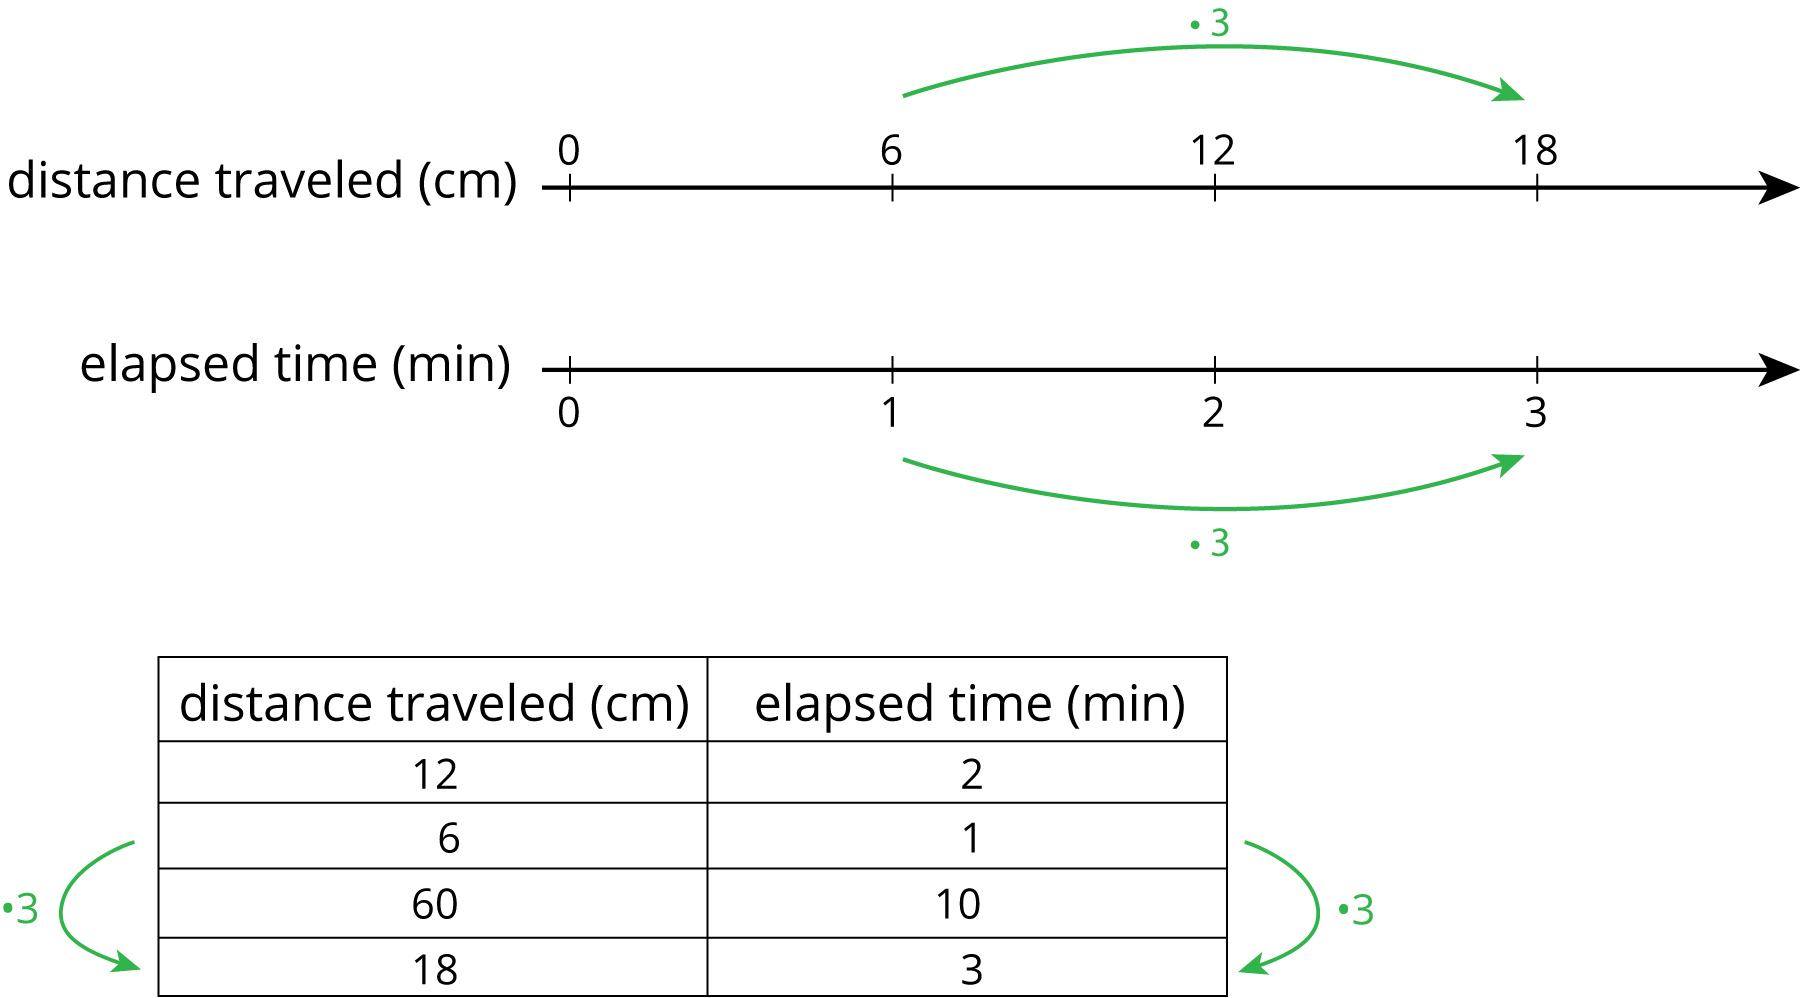 • 3
0 6 12 18
distance traveled (cm)
elapsed time (min)
0 1 2 3
• 3
distance traveled (cm) elapsed time (min)
12 2
6 1
•3 60 10 •3
18 3